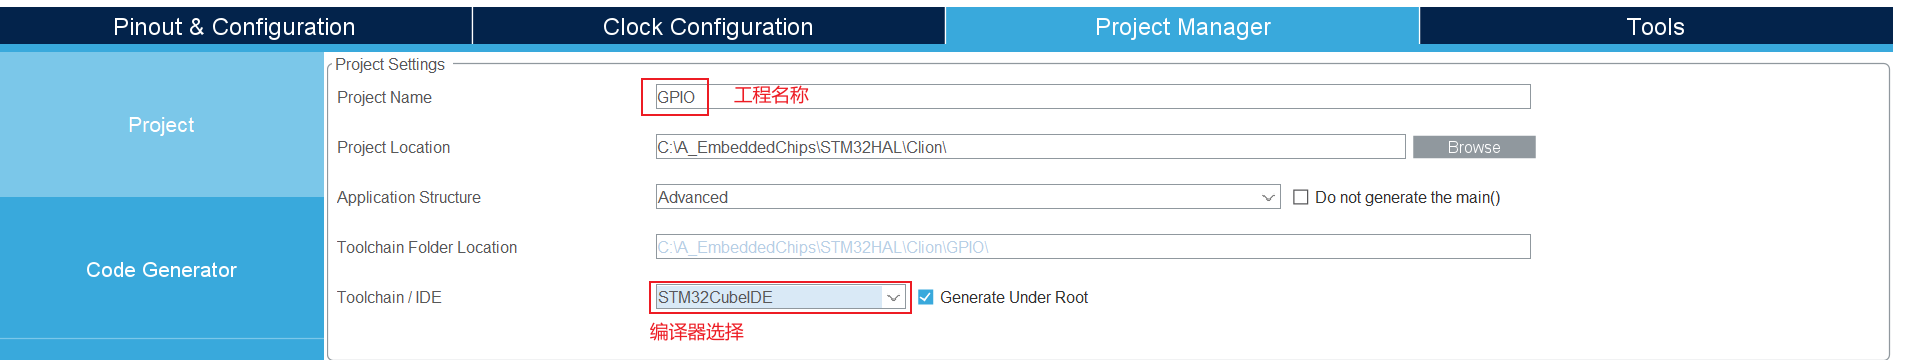 Pinout & Configuration
Clock Configuration
Project Manager
Tools
Project
Code Generator
Project Settings
Project Name
GPIO
工程名称
Project Location
C:\A_EmbeddedChips\STM32HAL\Clion\
Browse
Application Structure
Advanced
Do not generate the main()
Toolchain Folder Location
C:\A_EmbeddedChips\STM32HAL\Clion\GPIO\
Toolchain / IDE
STM32CubeIDE
Generate Under Root
编译器选择